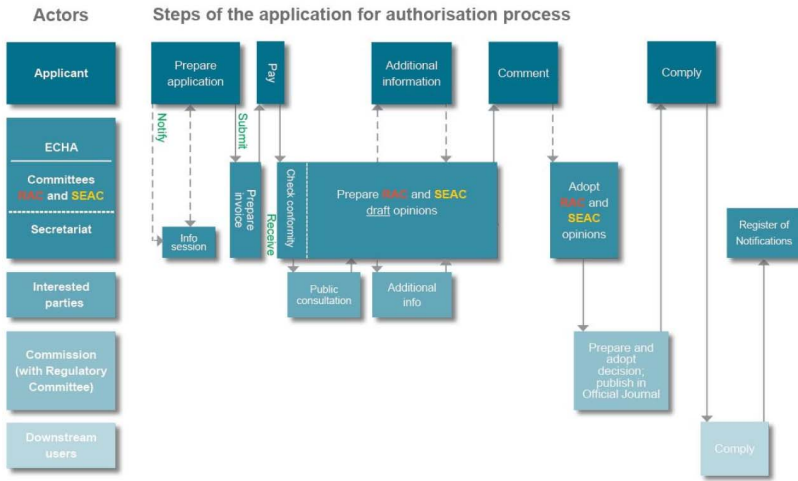 Actors
Steps of the application for authorisation process
Applicant
Prepare
application
Pay
Additional
information
Comment
Comply
Notify
Submit
ECHA
Committees
RAC and SEAC
Secretariat
Info
session
Prepare
invoice
Receive
Check conformity
Prepare RAC and SEAC
draft opinions
Adopt
RAC and
SEAC
opinions
Register of
Notifications
Interested
parties
Public
consultation
Additional
info
Commission
(with Regulatory
Committee)
Prepare and
adopt
decision;
publish in
Official Journal
Downstream
users
Comply